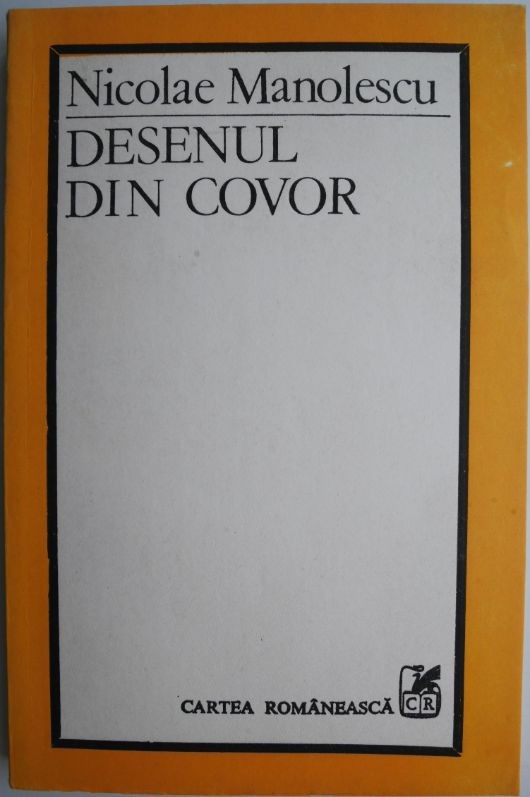 Nicolae Manolescu
DESENUL
DIN COVOR
CARTEA ROMÂNEASCĂ
CR